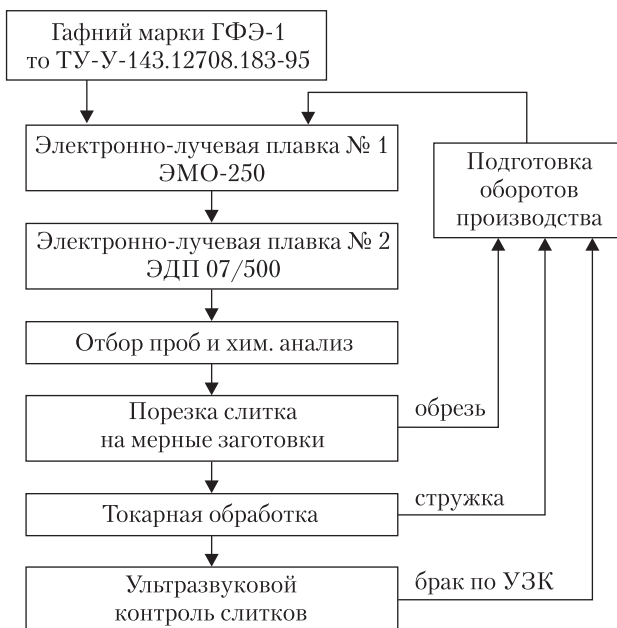 Гафний марки ГФЭ-1
то ТУ-У-143.12708.183-95
Электронно-лучевая плавка № 1
ЭМО-250
Подготовка
оборотов
производства
Электронно-лучевая плавка № 2
ЭДП 07/500
Отбор проб и хим. анализ
Порезка слитка
на мерные заготовки
обрезь
Токарная обработка
стружка
Ультразвуковой
контроль слитков
брак по УЗК